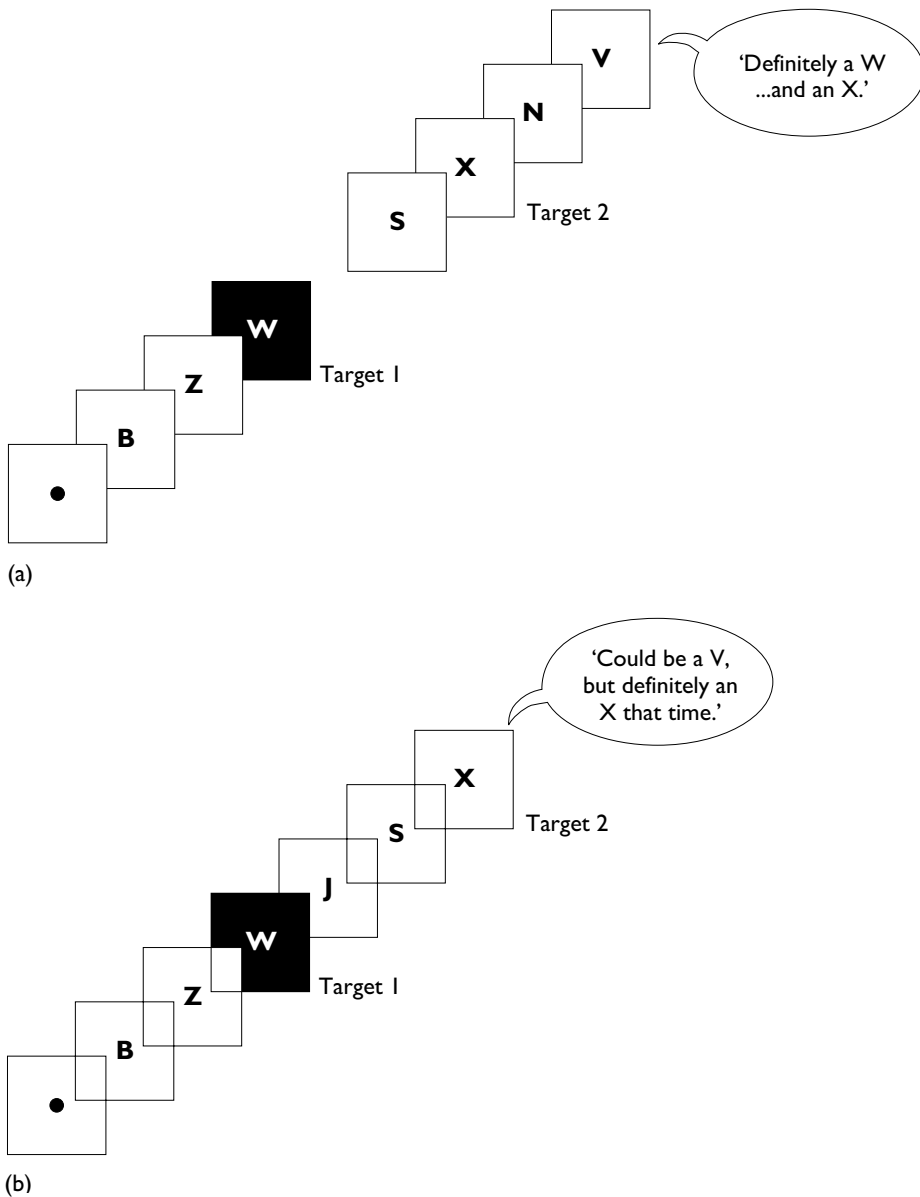 V
'Definitely a W
...and an X.'
N
X
Target 2
S
W
Target 1
Z
B
(a)
'Could be a V,
but definitely an
X that time.'
X
Target 2
S
J
W
Target 1
Z
B
(b)